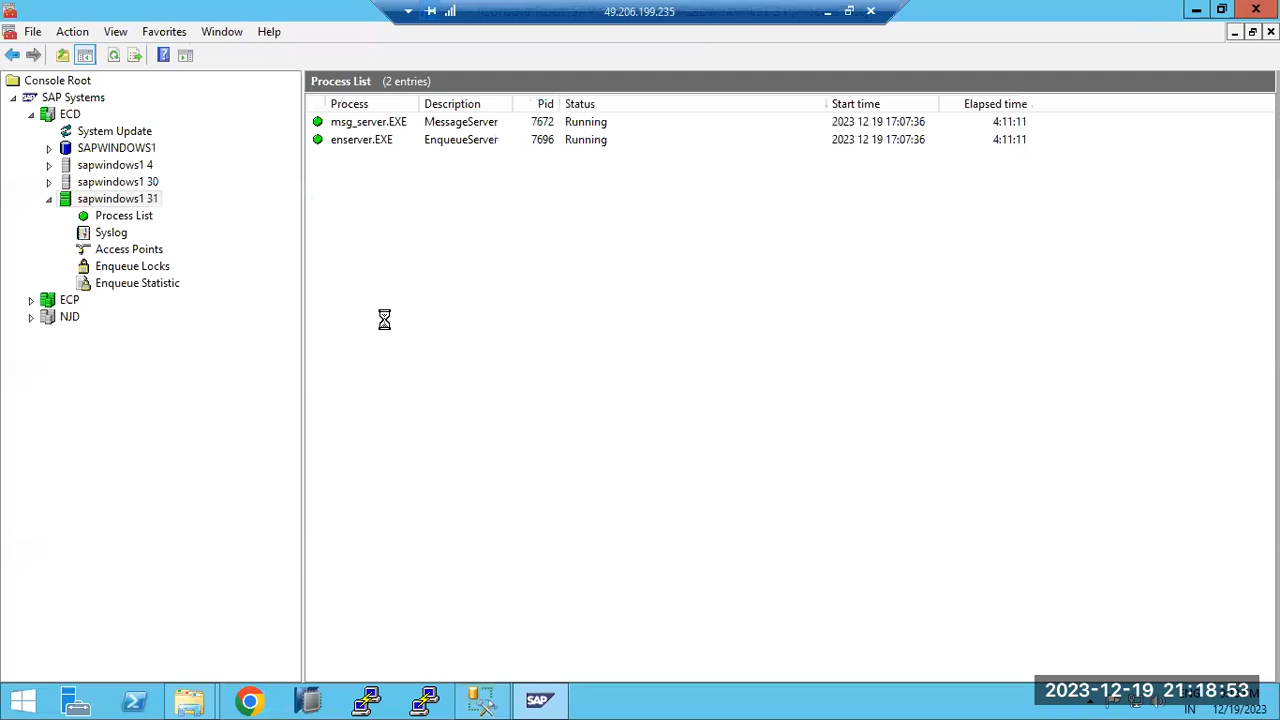 49.206.199.235
File Action View Favorites Window Help
Console Root
SAP Systems
ECD
System Update
SAPWINDOWS1
sapwindows1 4
sapwindows1 30
sapwindows1 31
Process List
Syslog
Access Points
Enqueue Locks
Enqueue Statistic
ECP
NJD
Process List (2 entries)
Process Description Pid Status Start time Elapsed time
msg_server.EXE MessageServer 7672 Running 2023 12 19 17:07:36 4:11:11
enserver.EXE EnqueueServer 7696 Running 2023 12 19 17:07:36 4:11:11
SAP
2023-12-19 21:18:53
IN 12/19/2023